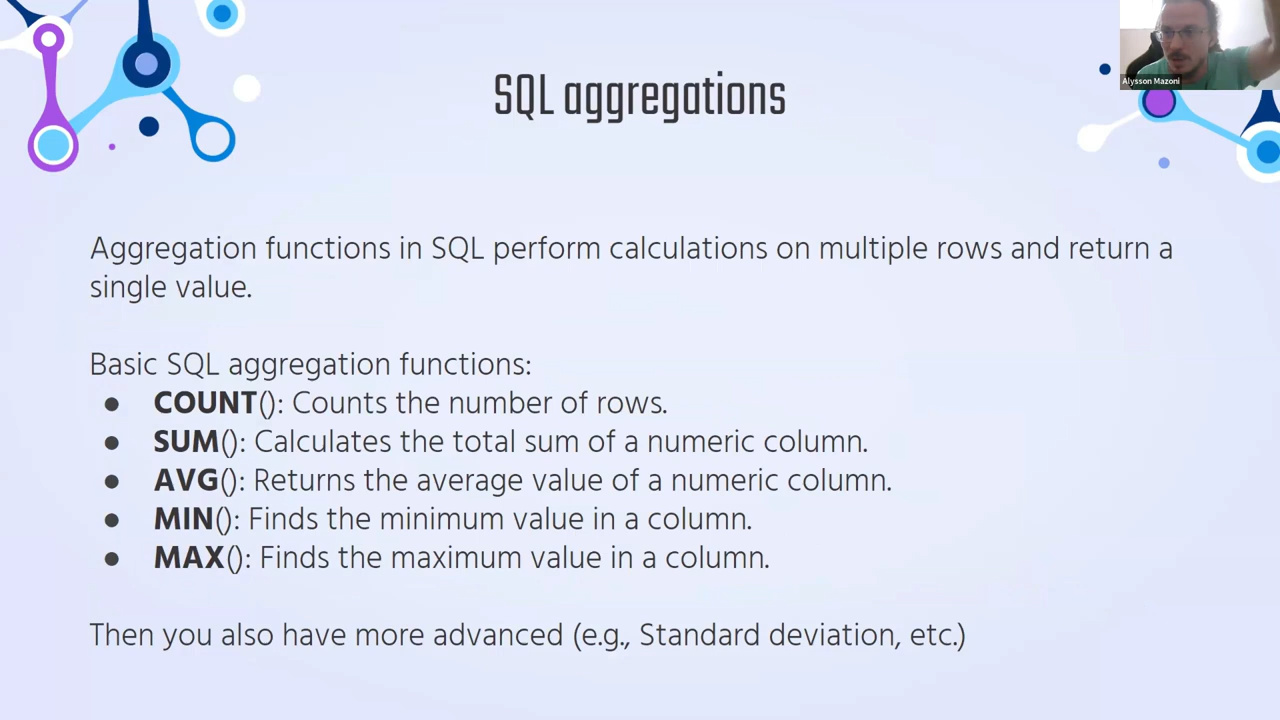 Alysson Mazoni
SQL aggregations
Aggregation functions in SQL perform calculations on multiple rows and return a
single value.
Basic SQL aggregation functions:
● COUNT(): Counts the number of rows.
● SUM(): Calculates the total sum of a numeric column.
● AVG(): Returns the average value of a numeric column.
● MIN(): Finds the minimum value in a column.
● MAX(): Finds the maximum value in a column.
Then you also have more advanced (e.g., Standard deviation, etc.)